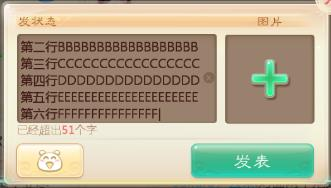 发状态
图片
第二行BBBBBBBBBBBBBBBBBB
第三行CCCCCCCCCCCCCCCCC
第四行DDDDDDDDDDDDDDD
第五行EEEEEEEEEEEEEEEEEEEE
第六行FFFFFFFFFFFFFFF
已经超出51个字
发表